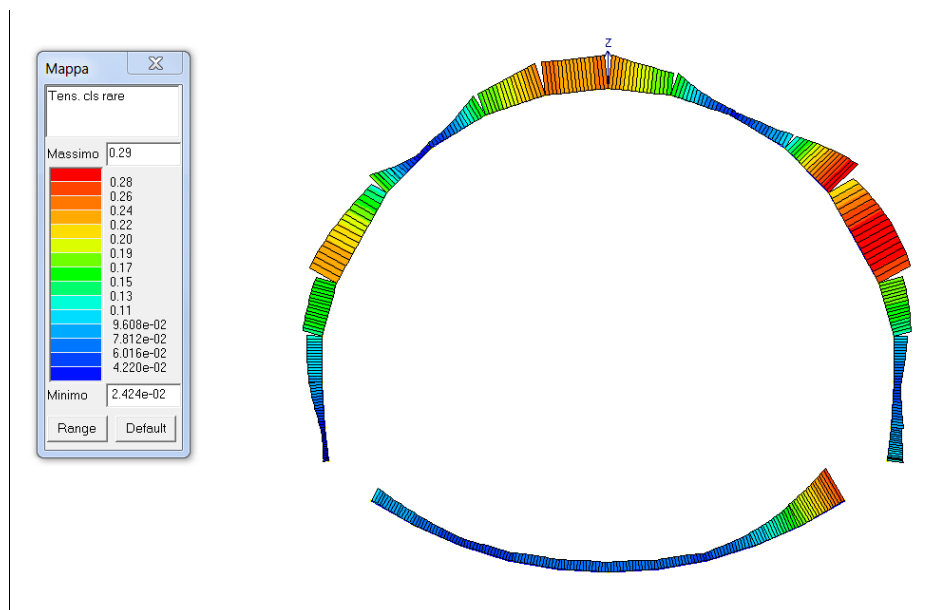 Mappa
Tens. cls rare
Massimo 0.29
0.28
0.26
0.24
0.22
0.20
0.19
0.17
0.15
0.13
0.11
9.608e-02
7.812e-02
6.016e-02
4.220e-02
Minimo 2.424e-02
Range Default
Z